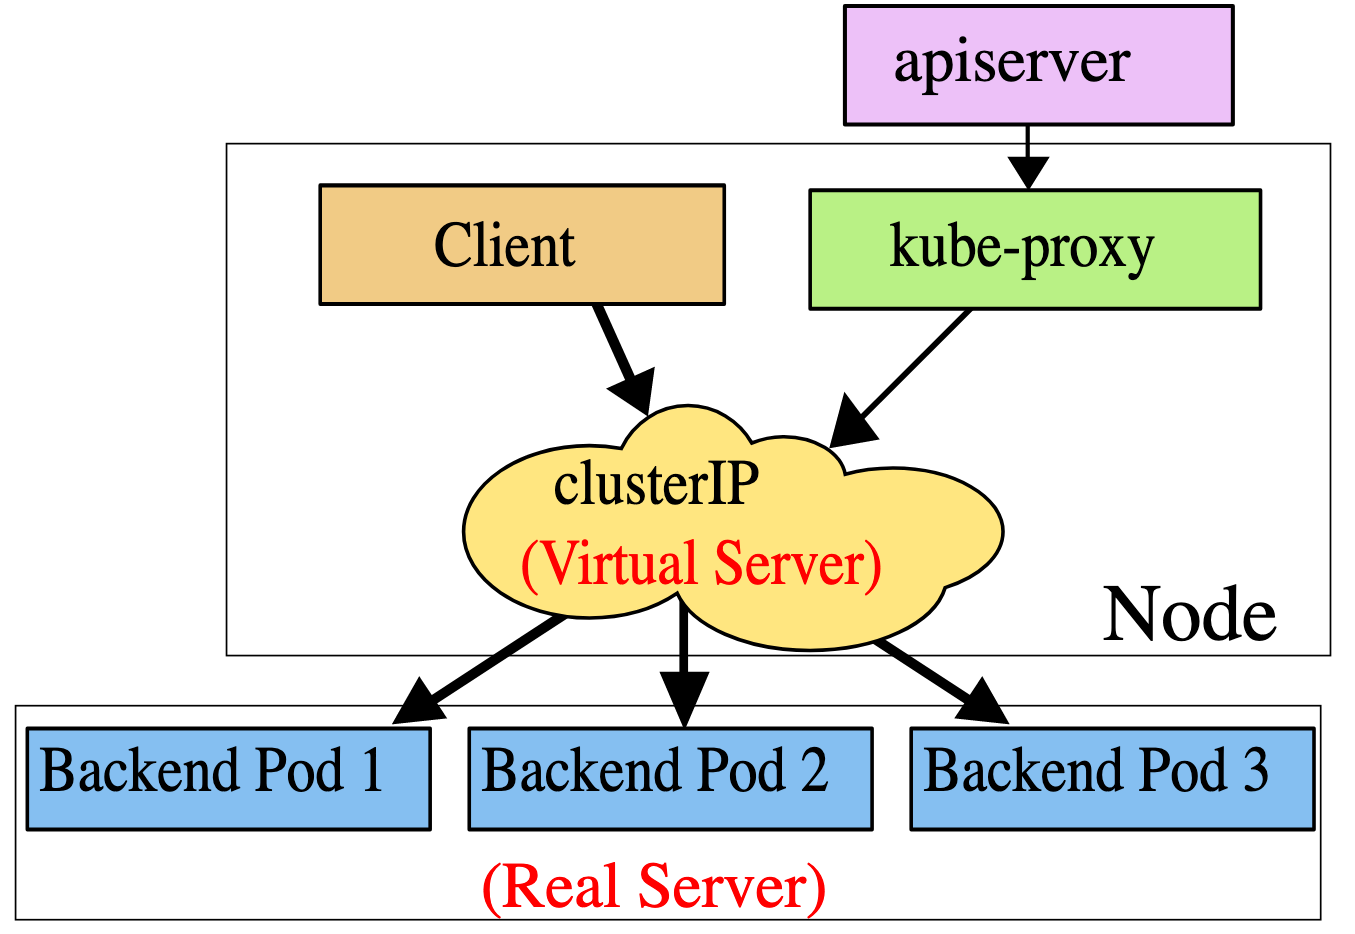 apiserver
Client
kube-proxy
clusterIP
(Virtual Server)
Node
Backend Pod 1
Backend Pod 2
Backend Pod 3
(Real Server)